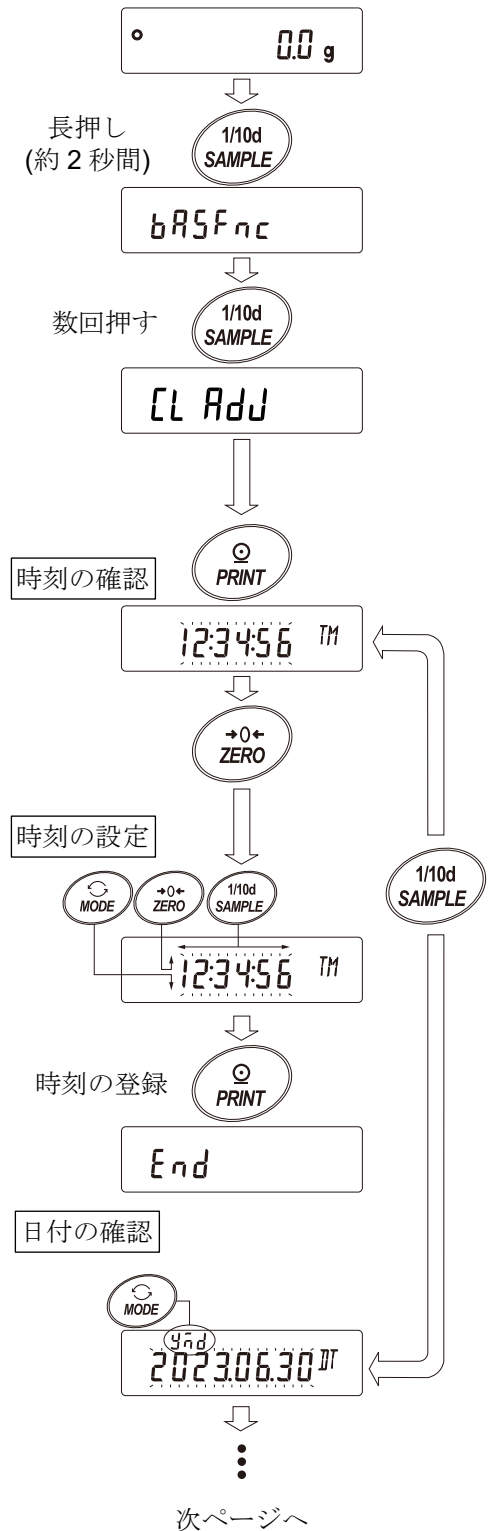 0.0 g
長押し
(約 2 秒間)
1/10d
SAMPLE
bASFnc
数回押す
1/10d
SAMPLE
CL AdJ
PRINT
時刻の確認
12:34:56 TM
→0←
ZERO
時刻の設定
MODE
→0←
ZERO
1/10d
SAMPLE
1/10d
SAMPLE
12:34:56 TM
時刻の登録
PRINT
End
日付の確認
MODE
ymd
2023.06.30 DT
次ページへ